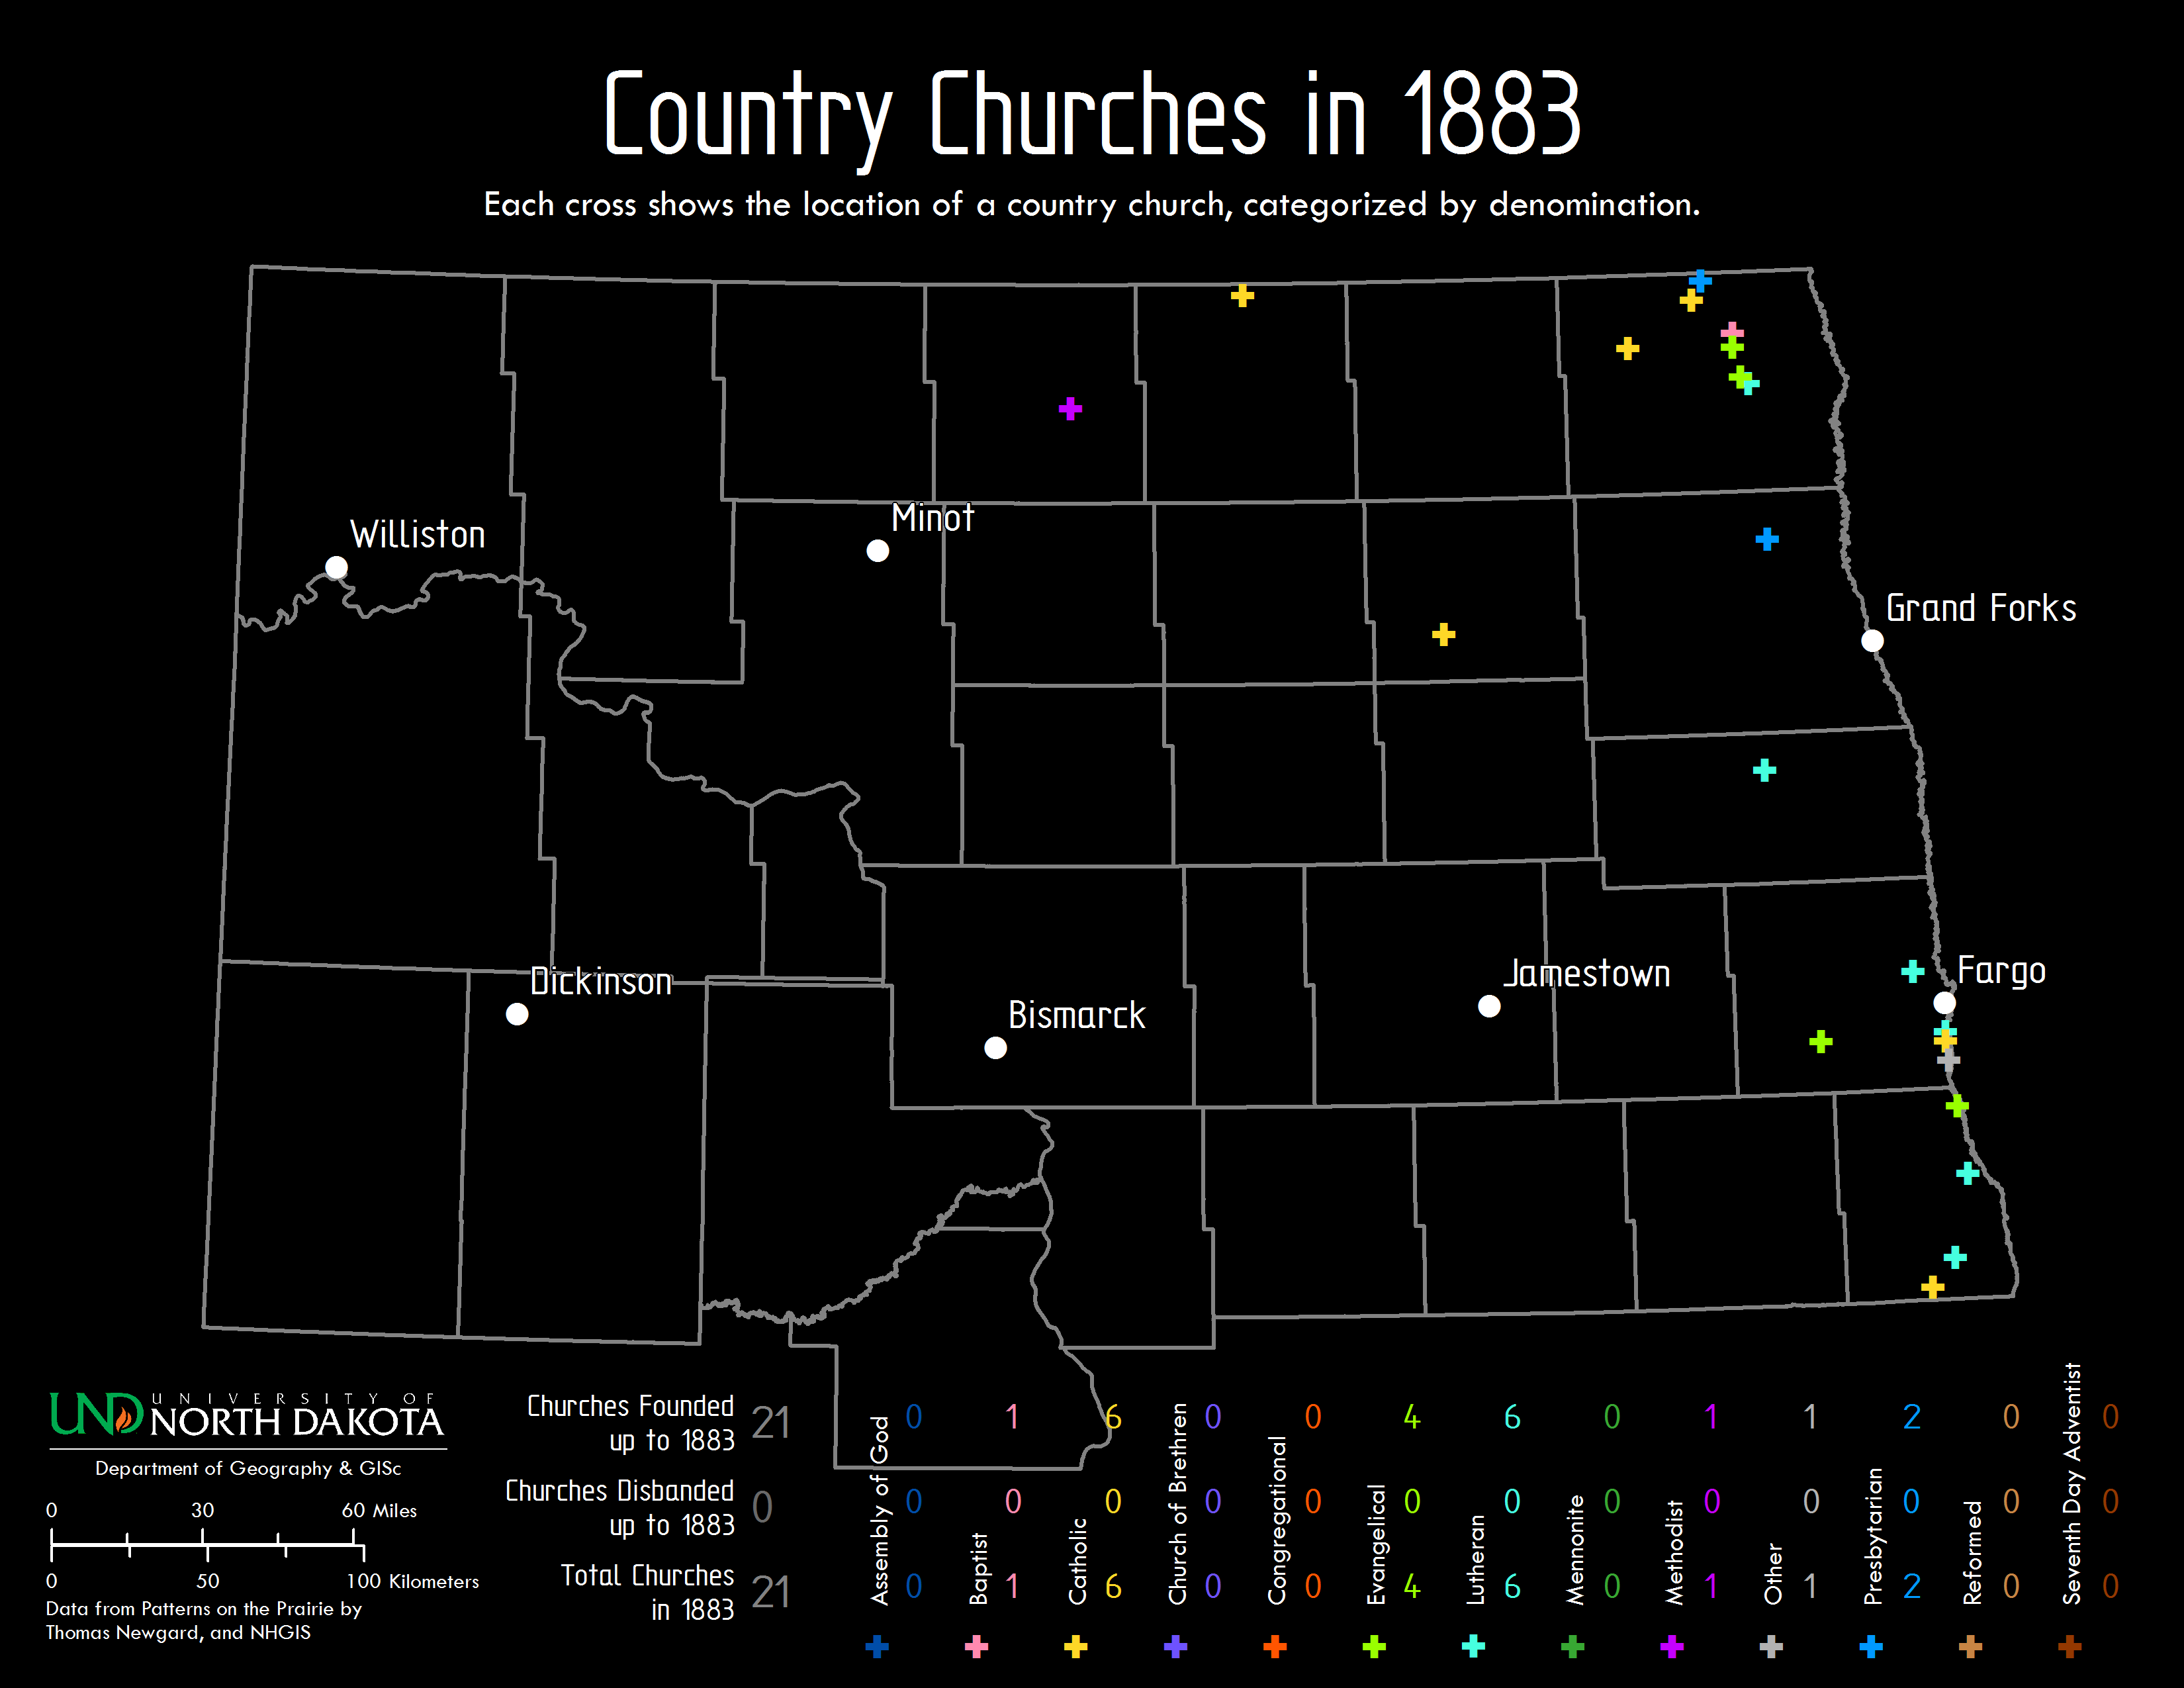 Country Churches in 1883
Each cross shows the location of a country church, categorized by denomination.
Williston
Minot
Grand Forks
Dickinson
Bismarck
Jamestown
Fargo
UND UNIVERSITY OF
NORTH DAKOTA
Department of Geography & GISc
0 30 60 Miles
0 50 100 Kilometers
Data from Patterns on the Prairie by
Thomas Newgard, and NHGIS
Churches Founded
up to 1883
21 0 1 6 0 0 4 6 0 1 1 2 0 0
Churches Disbanded
up to 1883
0 0 0 0 0 0 0 0 0 0 0 0 0 0
Total Churches
in 1883
21 0 1 6 0 0 4 6 0 1 1 2 0 0
Assembly of God
Baptist
Catholic
Church of Brethren
Congregational
Evangelical
Lutheran
Mennonite
Methodist
Other
Presbytarian
Reformed
Seventh Day Adventist